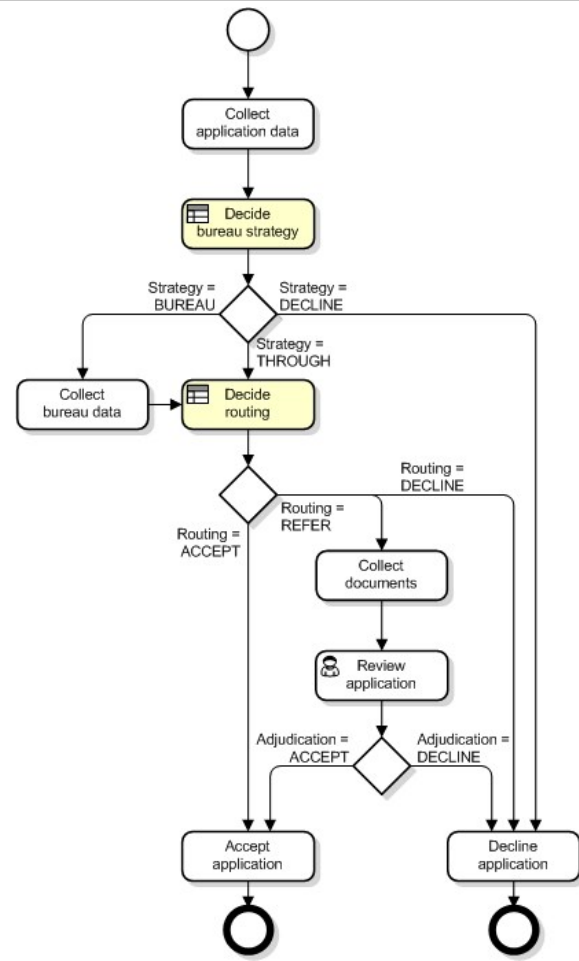 Collect
application data
Decide
bureau strategy
Strategy =
BUREAU
Strategy =
DECLINE
Strategy =
THROUGH
Collect
bureau data
Decide
routing
Routing =
DECLINE
Routing =
REFER
Routing =
ACCEPT
Collect
documents
Review
application
Adjudication =
ACCEPT
Adjudication =
DECLINE
Accept
application
Decline
application